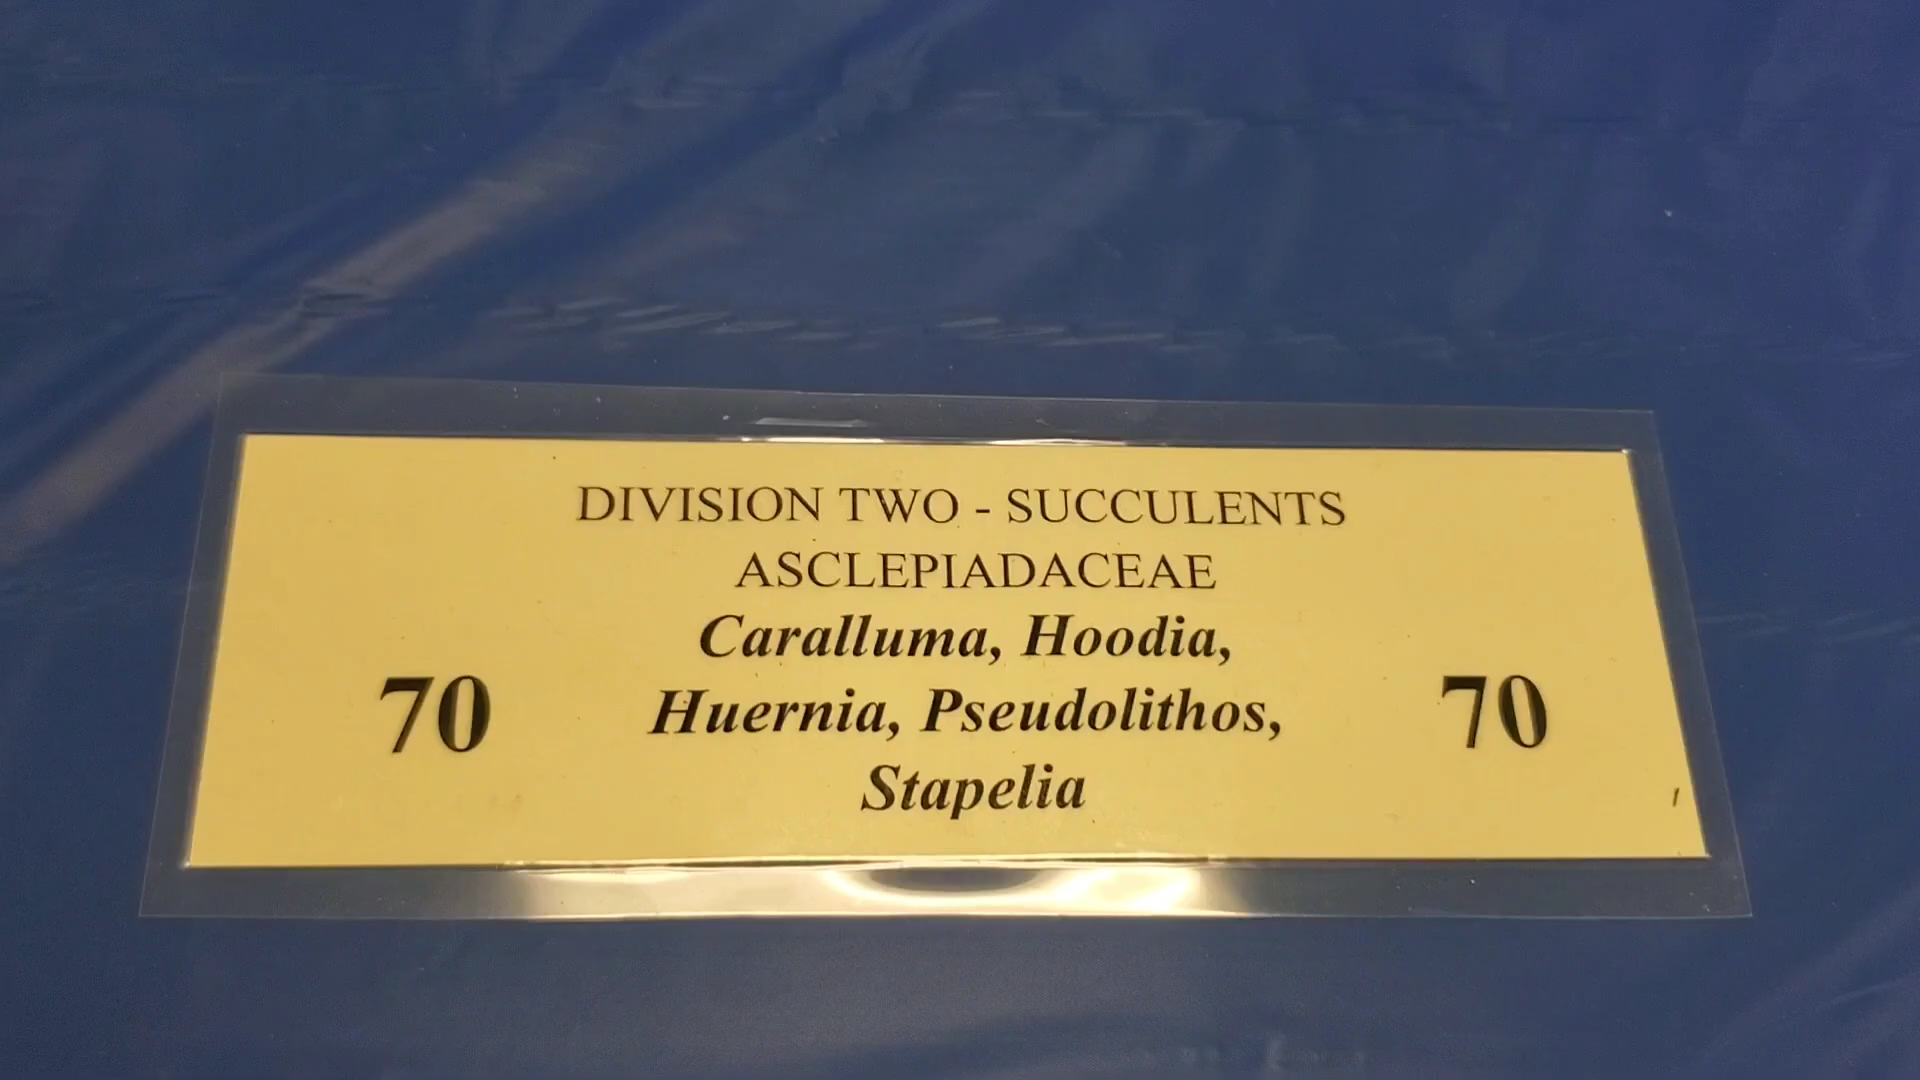 DIVISION TWO - SUCCULENTS
ASCLEPIADACEAE
Caralluma, Hoodia,
70 Huernia, Pseudolithos, 70
Stapelia